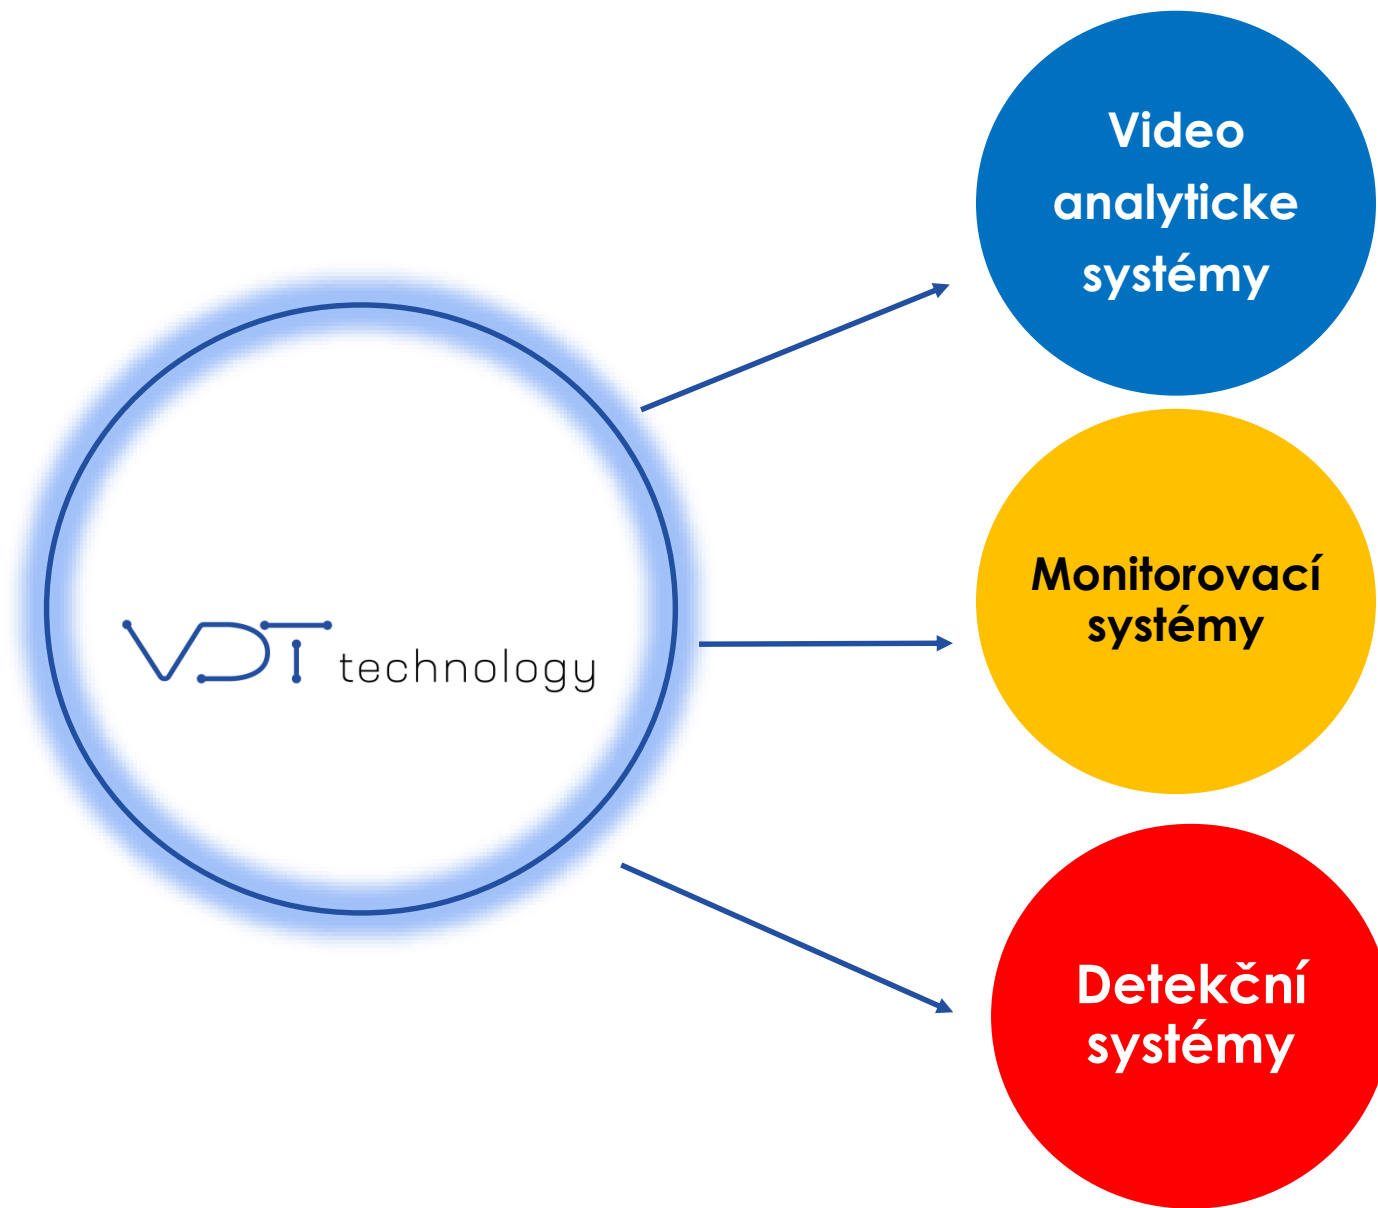 Video
analyticke
systémy
VDT technology
Monitorovací
systémy
Detekční
systémy